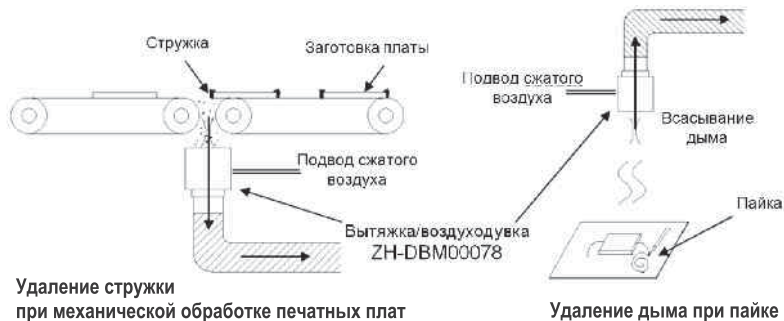 Стружка
Заготовка платы
Подвод сжатого
воздуха
Вытяжка/воздуходувка
ZH-DBM00078
Удаление стружки
при механической обработке печатных плат
Подвод сжатого
воздуха
Всасывание
дыма
Пайка
Удаление дыма при пайке